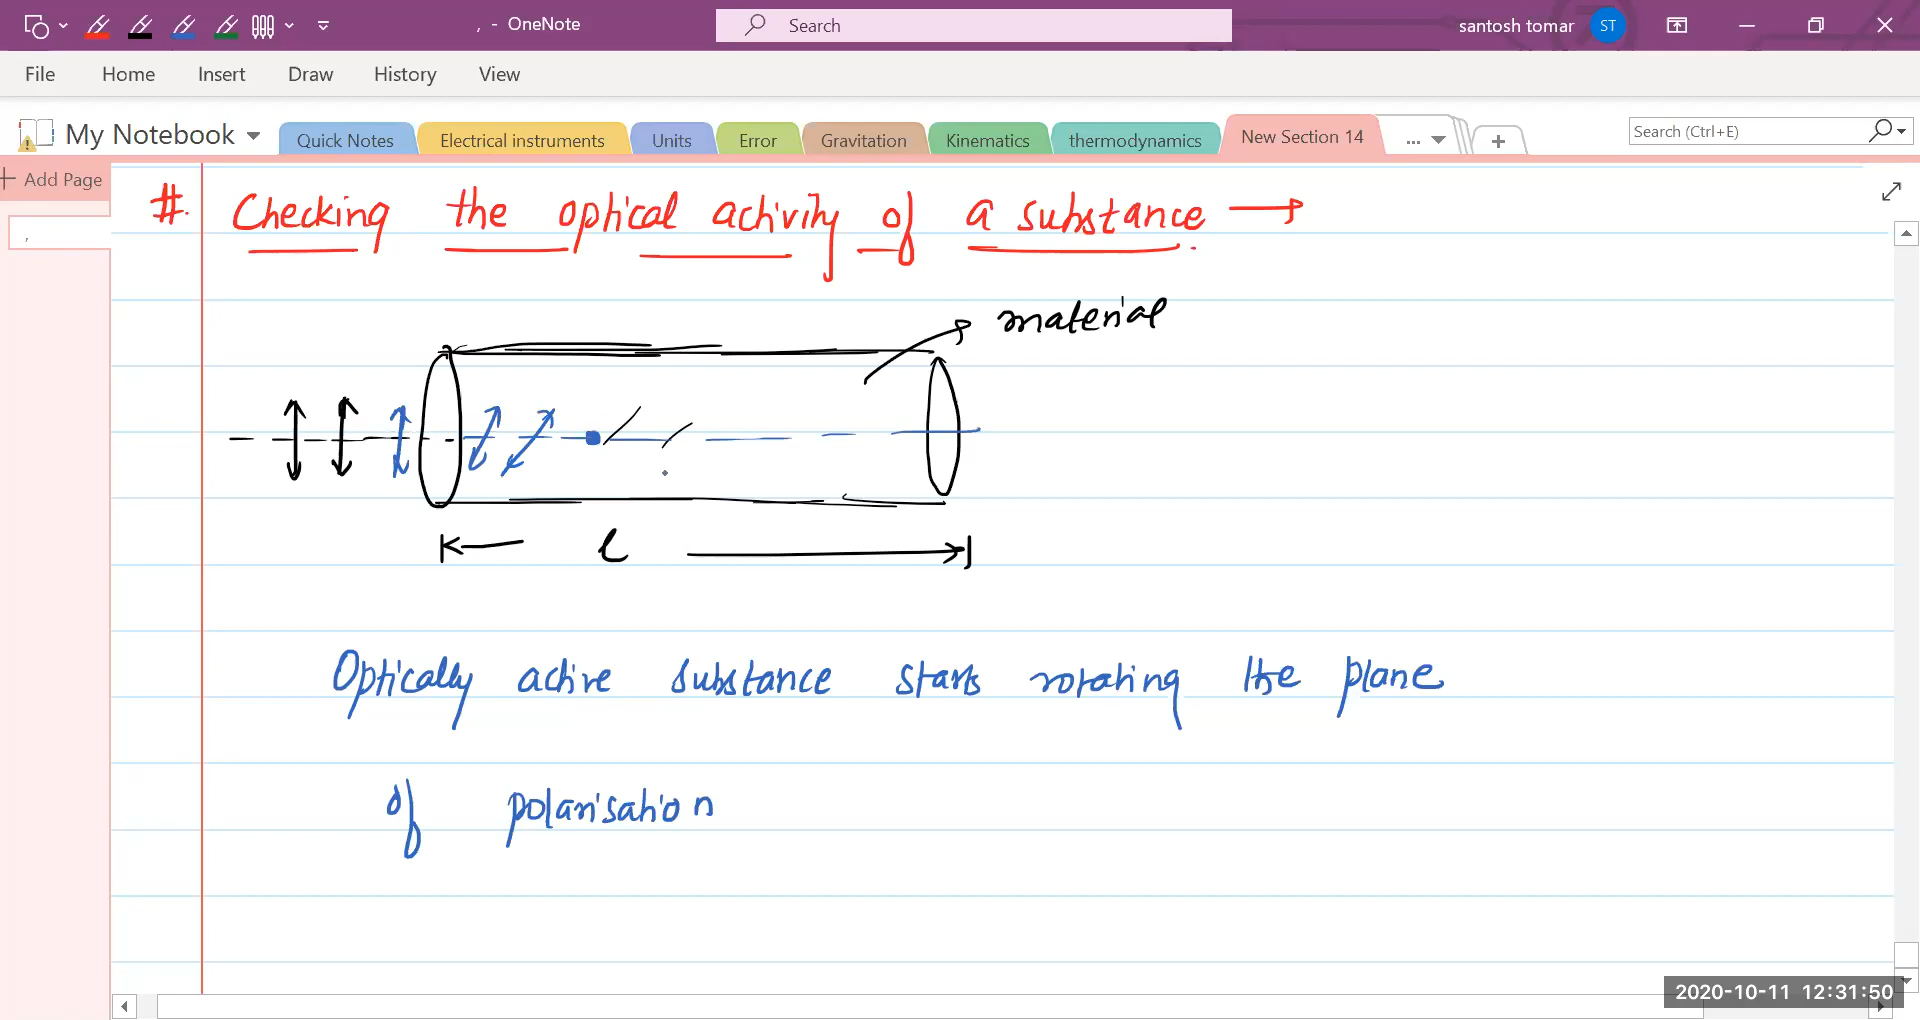 , - OneNote
Search
santosh tomar
ST
File Home Insert Draw History View
My Notebook
Quick Notes Electrical instruments Units Error Gravitation Kinematics thermodynamics New Section 14 ...
Search (Ctrl+E)
+ Add Page
,
#. Checking the optical activity of a substance →
material
l
Optically active substance starts rotating the plane
of polarisation
2020-10-11 12:31:50